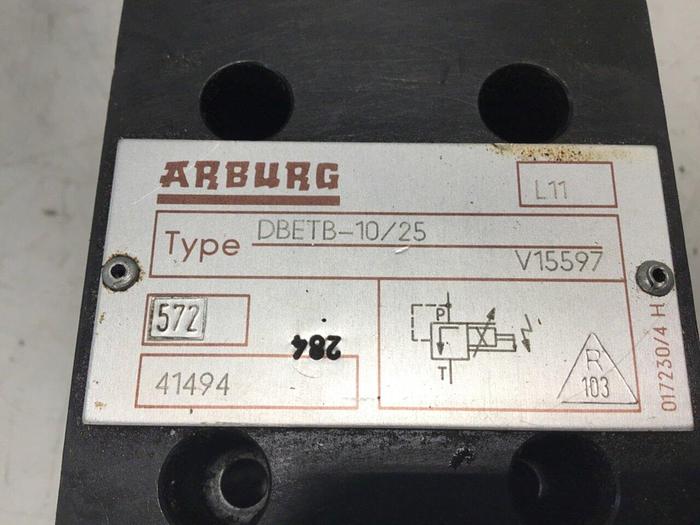 ARBURG
L11
Type DBETB-10/25
V15597
572
284
41494
P
T
R
103
017230/4 H